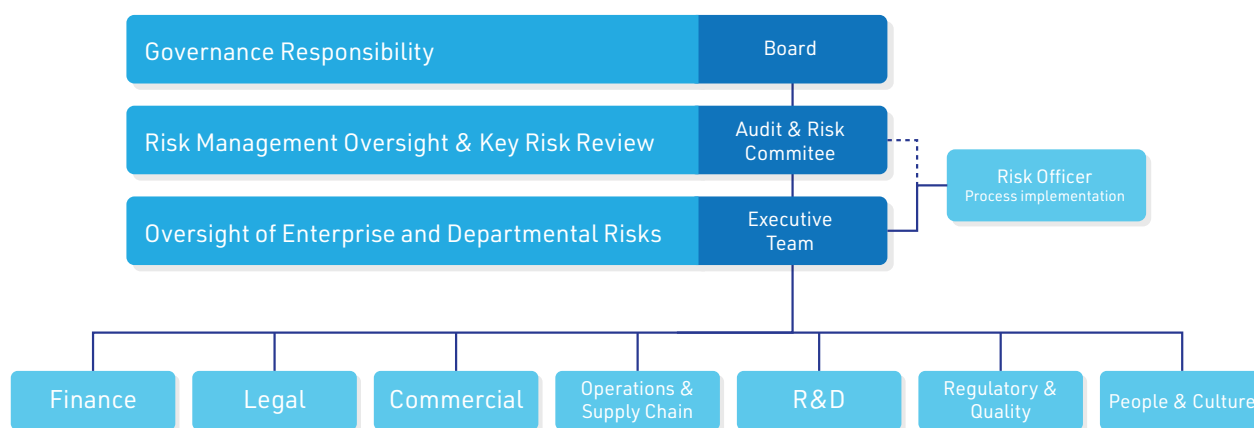 Governance Responsibility
Board
Risk Management Oversight & Key Risk Review
Audit & Risk
Commitee
Risk Officer
Process implementation
Oversight of Enterprise and Departmental Risks
Executive
Team
Finance
Legal
Commercial
Operations &
Supply Chain
R&D
Regulatory &
Quality
People & Culture